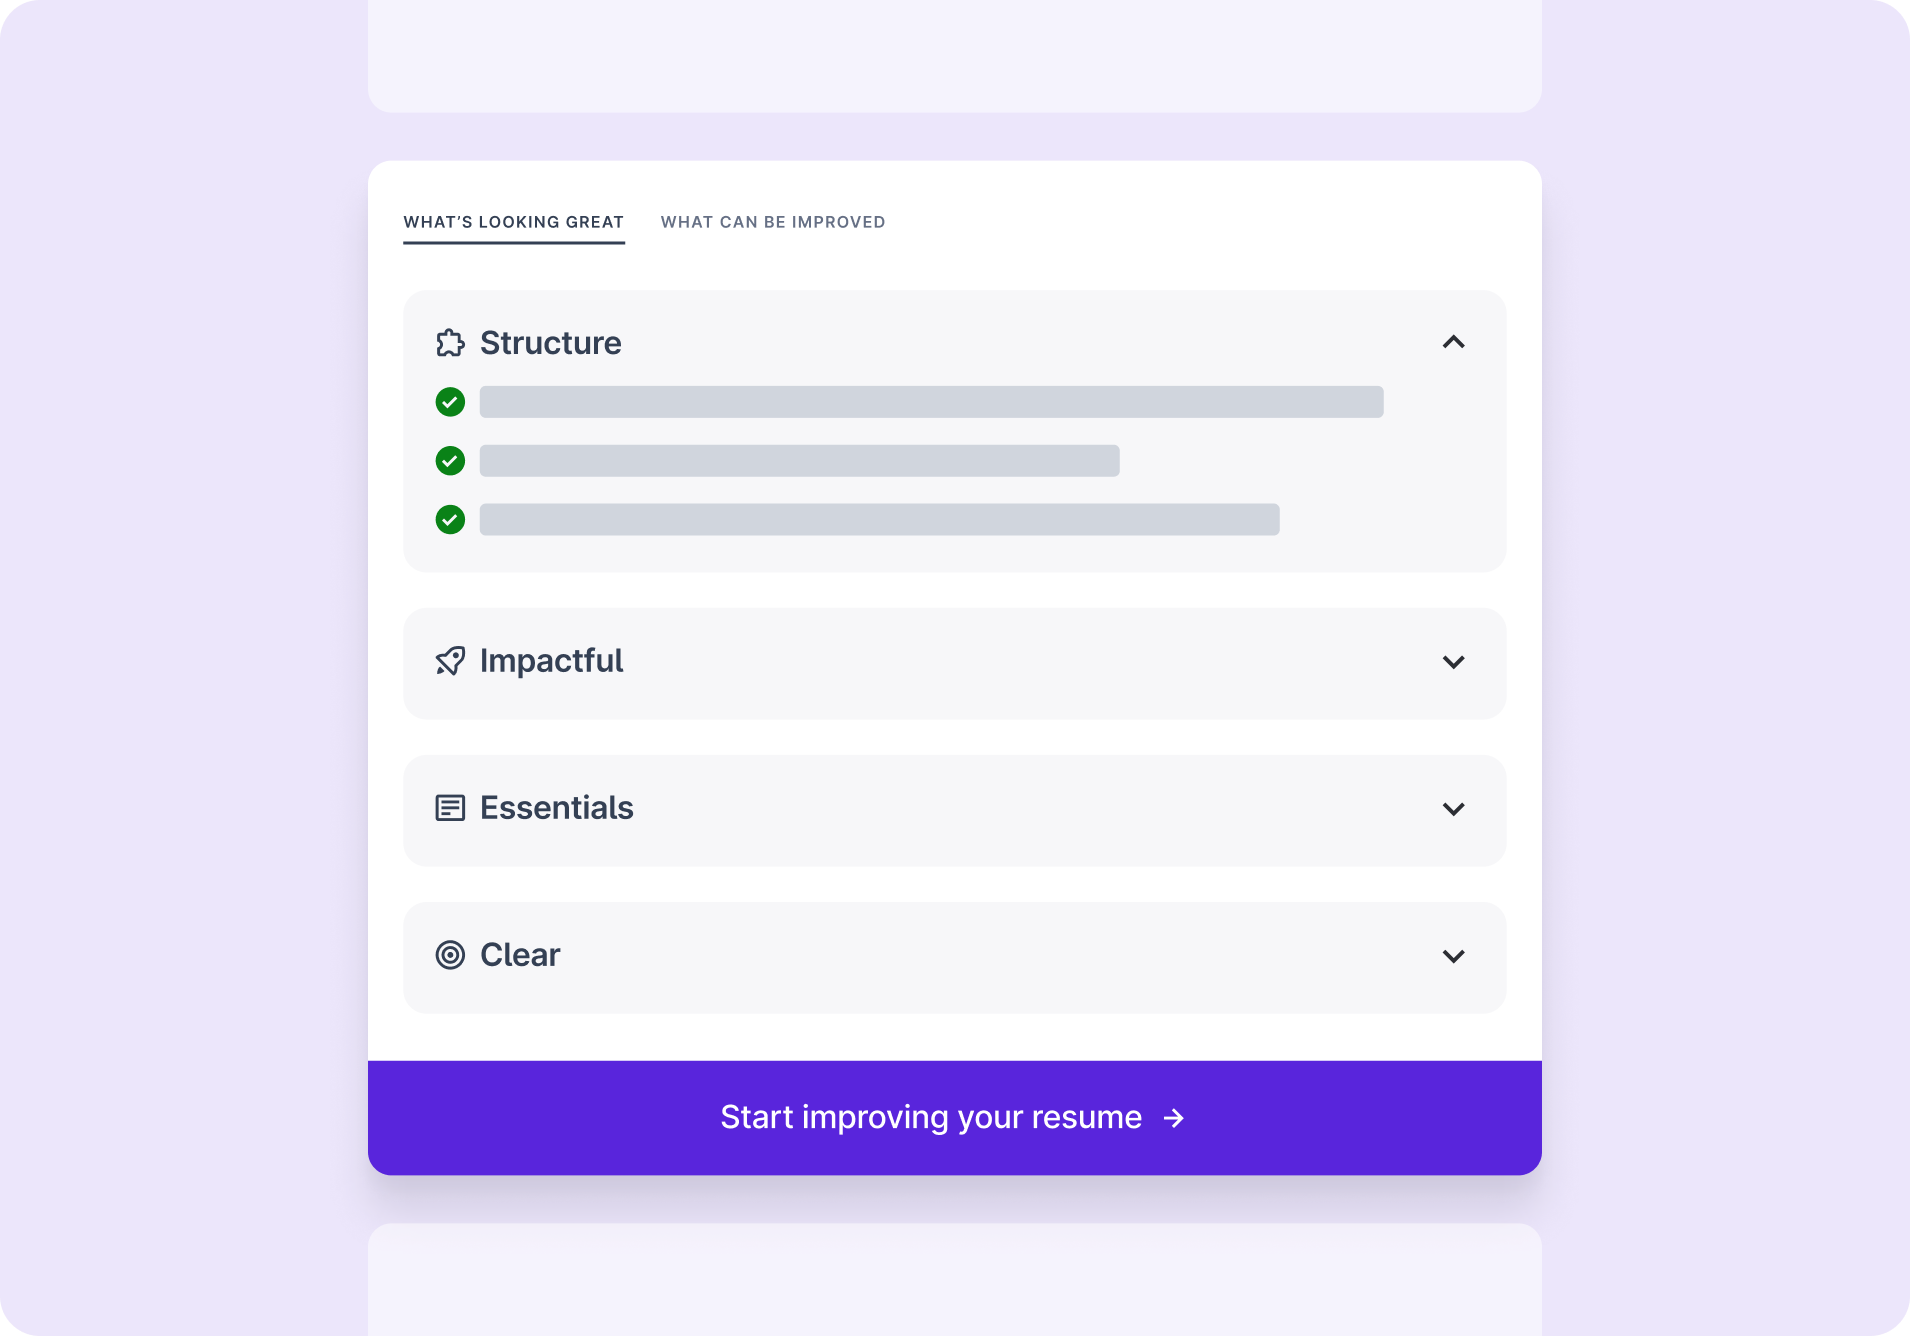 WHAT’S LOOKING GREAT
WHAT CAN BE IMPROVED
Structure
Impactful
Essentials
Clear
Start improving your resume →